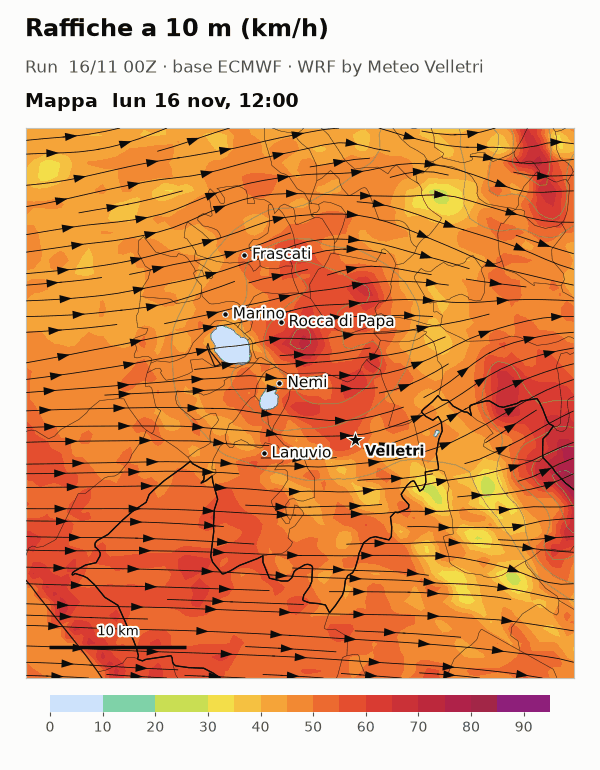 Raffiche a 10 m (km/h)
Run 16/11 00Z · base ECMWF · WRF by Meteo Velletri
Mappa lun 16 nov, 12:00
Frascati
Marino
Rocca di Papa
Nemi
Velletri
Lanuvio
10 km
0 10 20 30 40 50 60 70 80 90